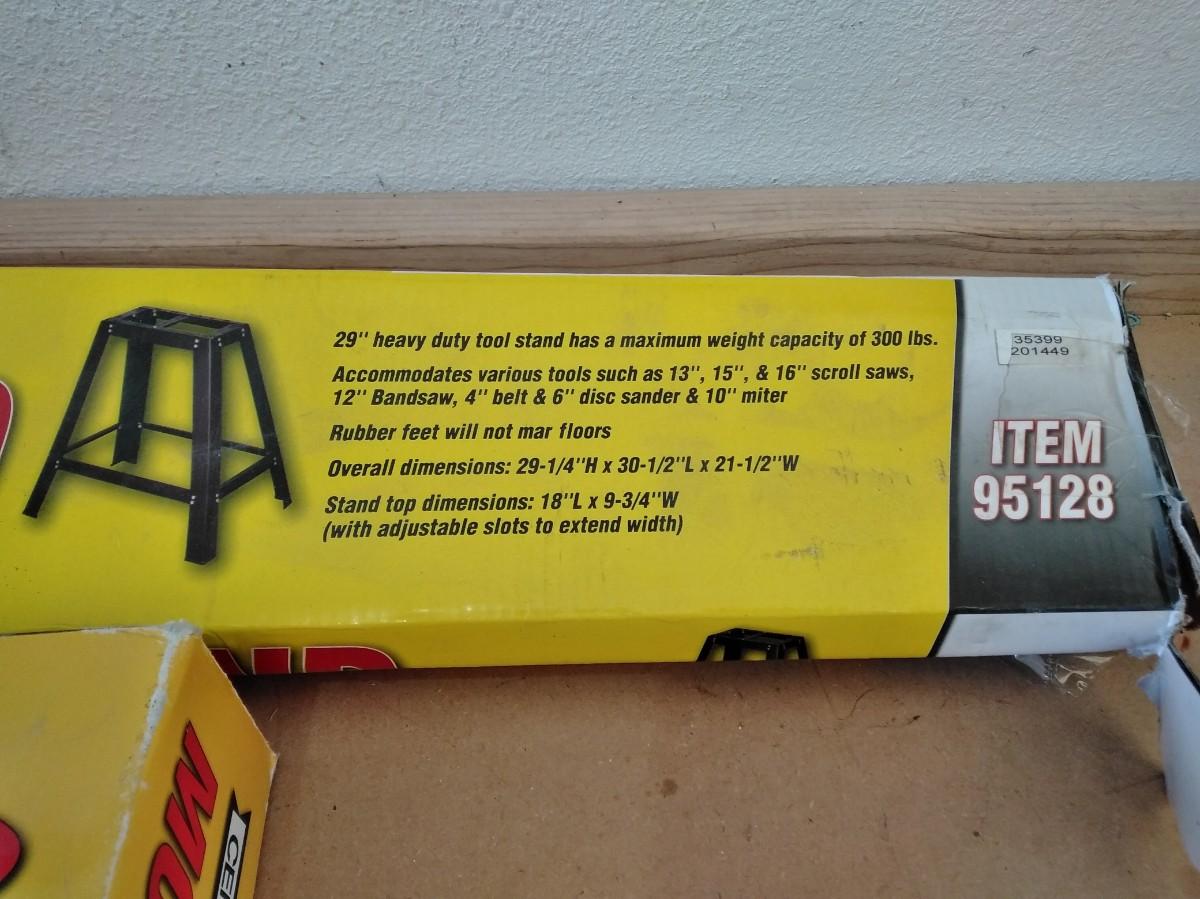 29" heavy duty tool stand has a maximum weight capacity of 300 lbs.
Accommodates various tools such as 13", 15", & 16" scroll saws,
12" Bandsaw, 4" belt & 6" disc sander & 10" miter
Rubber feet will not mar floors
Overall dimensions: 29-1/4"H x 30-1/2"L x 21-1/2"W
Stand top dimensions: 18"L x 9-3/4"W
(with adjustable slots to extend width)
35399
201449
ITEM
95128